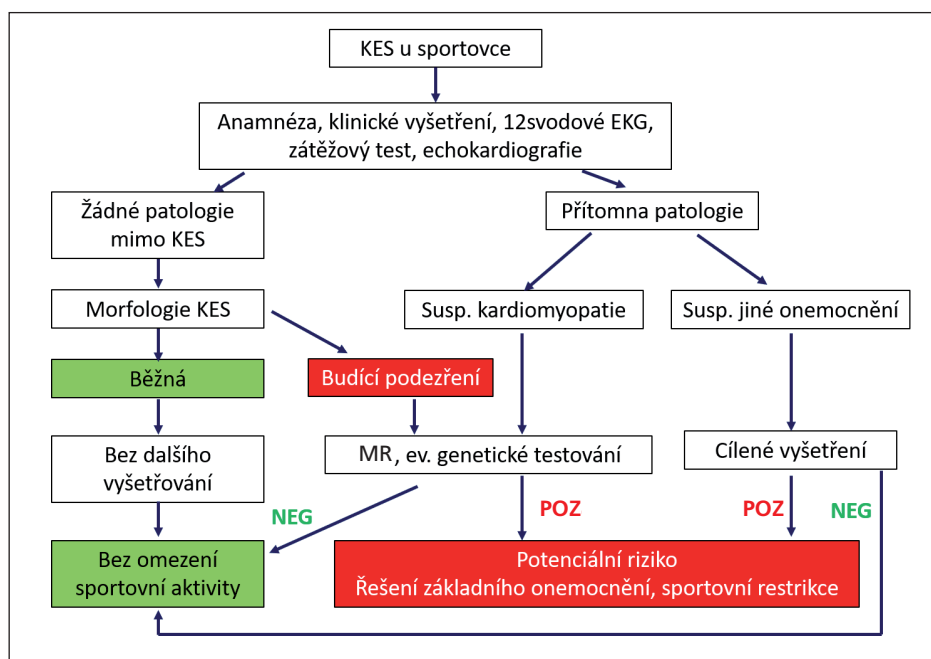 KES u sportovce
Anamnéza, klinické vyšetření, 12svodové EKG,
zátěžový test, echokardiografie
Žádné patologie
mimo KES
Přítomna patologie
Morfologie KES
Susp. kardiomyopatie
Susp. jiné onemocnění
Běžná
Budící podezření
Bez dalšího
vyšetřování
MR, ev. genetické testování
Cílené vyšetření
NEG
POZ
POZ
NEG
Bez omezení
sportovní aktivity
Potenciální riziko
Řešení základního onemocnění, sportovní restrikce